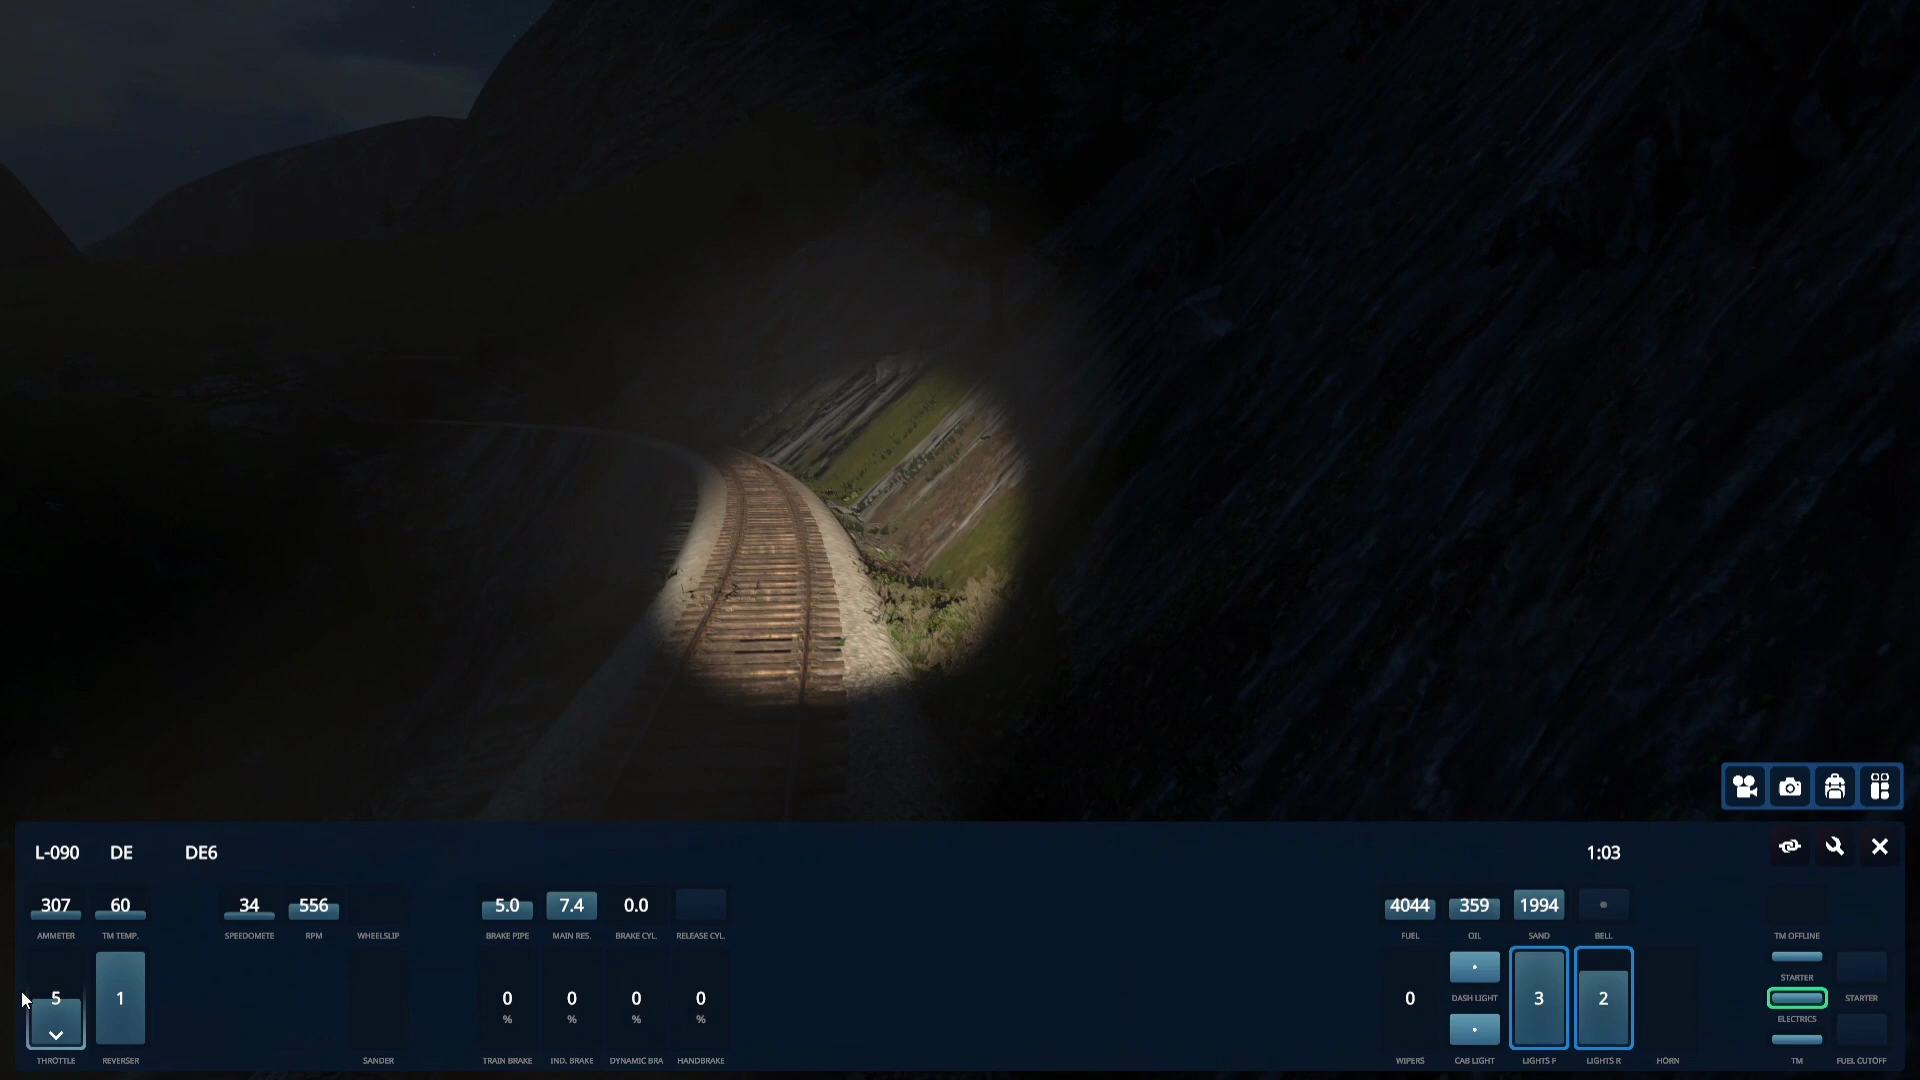 L-090 DE DE6 1:03
307 60 34 556 5.0 7.4 0.0 4044 359 1994
AMMETER TM TEMP. SPEEDOMETE RPM WHEELSLIP BRAKE PIPE MAIN RES. BRAKE CYL. RELEASE CYL. FUEL OIL SAND BELL TM OFFLINE
STARTER
5 1 0 0 0 0 0 DASH LIGHT 3 2 STARTER
% % % % ELECTRICS
THROTTLE REVERSER SANDER TRAIN BRAKE IND. BRAKE DYNAMIC BRA HANDBRAKE WIPERS CAB LIGHT LIGHTS F LIGHTS R HORN TM FUEL CUTOFF